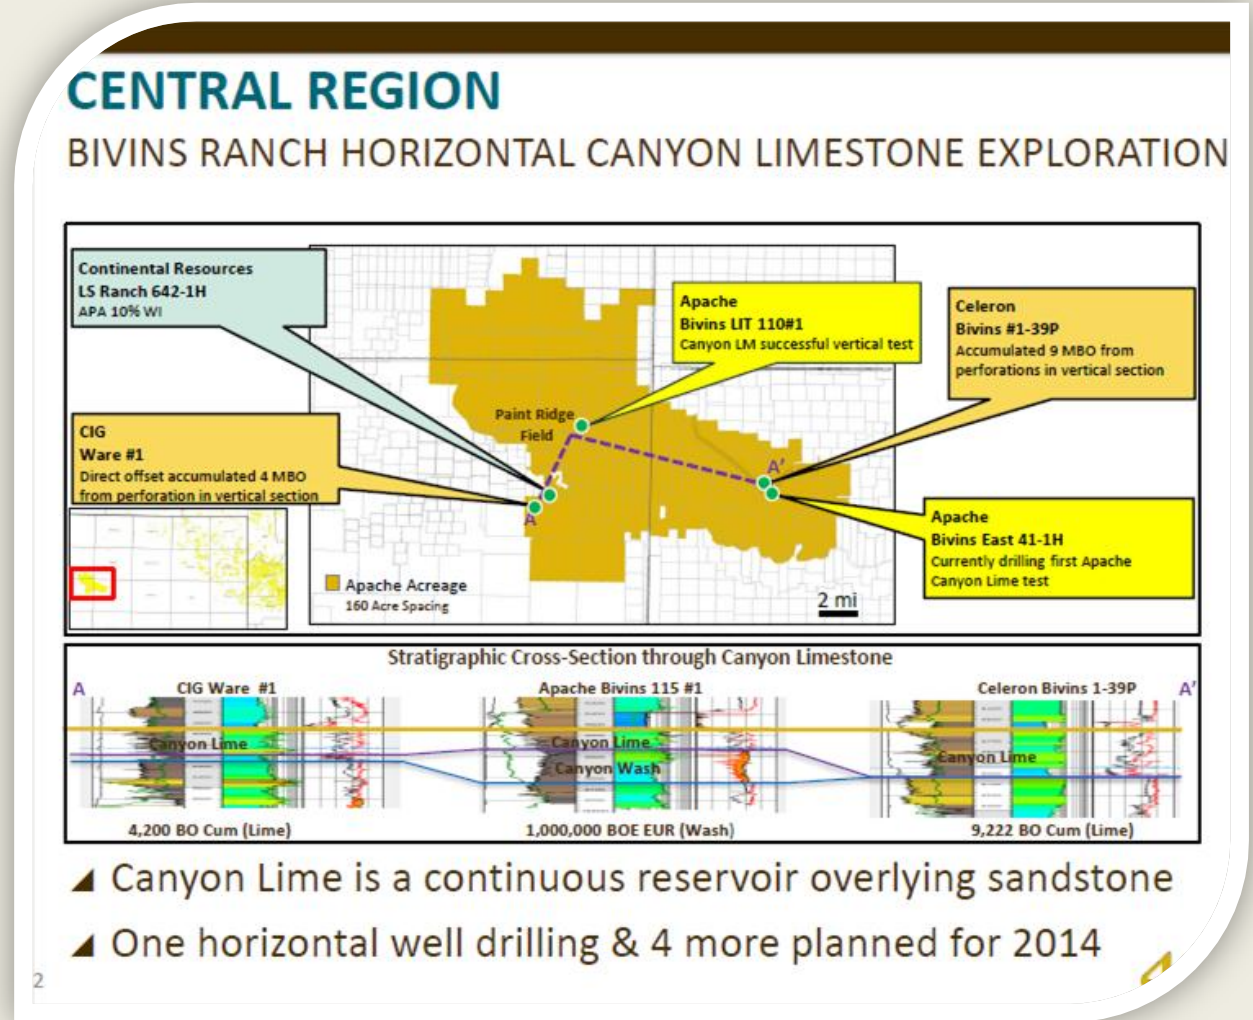 CENTRAL REGION
BIVINS RANCH HORIZONTAL CANYON LIMESTONE EXPLORATION
Continental Resources
LS Ranch 642-1H
APA 10% WI
Apache
Bivins LIT 110#1
Canyon LM successful vertical test
Celeron
Bivins #1-39P
Accumulated 9 MBO from
perforations in vertical section
CIG
Ware #1
Direct offset accumulated 4 MBO
from perforation in vertical section
Paint Ridge
Field
A'
A
Apache
Bivins East 41-1H
Currently drilling first Apache
Canyon Lime test
Apache Acreage
160 Acre Spacing
2 mi
Stratigraphic Cross-Section through Canyon Limestone
A
CIG Ware #1
Apache Bivins 115 #1
Celeron Bivins 1-39P
A'
Canyon Lime
Canyon Lime
Canyon Wash
Canyon Lime
4,200 BO Cum (Lime)
1,000,000 BOE EUR (Wash)
9,222 BO Cum (Lime)
Canyon Lime is a continuous reservoir overlying sandstone
One horizontal well drilling & 4 more planned for 2014
2